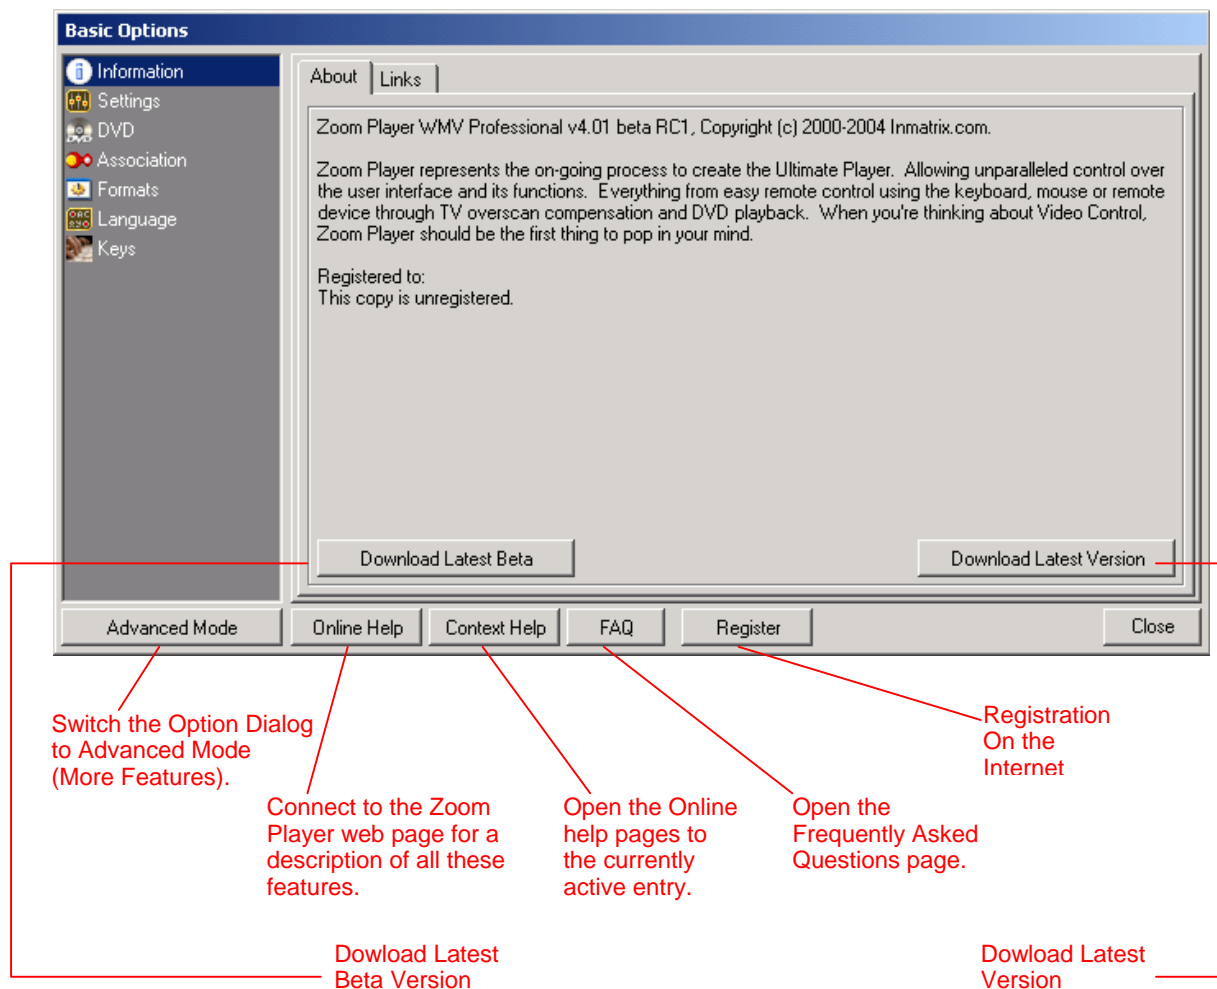 Basic Options
Information
Settings
DVD
Association
Formats
Language
Keys
About
Links
Zoom Player WMV Professional v4.01 beta RC1, Copyright (c) 2000-2004 Inmatrix.com.
Zoom Player represents the on-going process to create the Ultimate Player. Allowing unparalleled control over
the user interface and its functions. Everything from easy remote control using the keyboard, mouse or remote
device through TV overscan compensation and DVD playback. When you're thinking about Video Control,
Zoom Player should be the first thing to pop in your mind.
Registered to:
This copy is unregistered.
Download Latest Beta
Download Latest Version
Advanced Mode
Online Help
Context Help
FAQ
Register
Close
Switch the Option Dialog
to Advanced Mode
(More Features).
Registration
On the
Internet
Connect to the Zoom
Player web page for a
description of all these
features.
Open the Online
help pages to
the currently
active entry.
Open the
Frequently Asked
Questions page.
Dowload Latest
Beta Version
Dowload Latest
Version